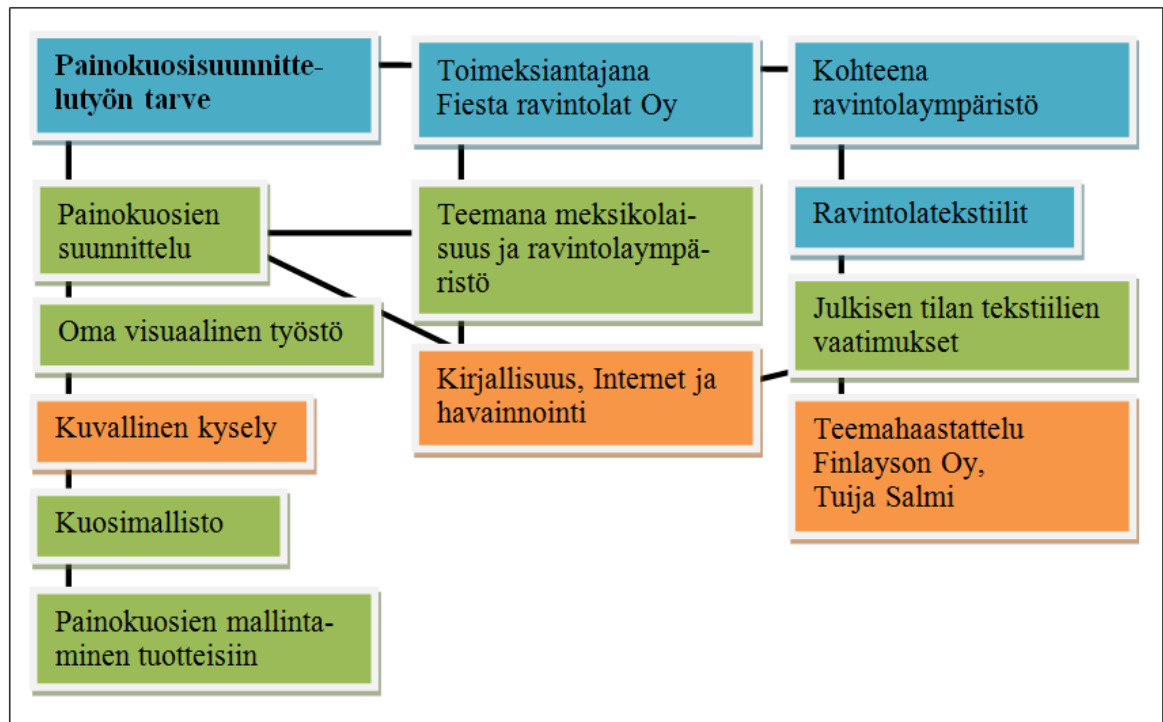 Painokuosisuunnitte-
lutyön tarve
Toimeksiantajana
Fiesta ravintolat Oy
Kohteena
ravintolaympäristö
Painokuosien
suunnittelu
Teemana meksikolai-
suus ja ravintolaympä-
ristö
Ravintolatekstiilit
Oma visuaalinen työstö
Julkisen tilan tekstiilien
vaatimukset
Kirjallisuus, Internet ja
havainnointi
Kuvallinen kysely
Teemahaastattelu
Finlayson Oy,
Tuija Salmi
Kuosimallisto
Painokuosien mallinta-
minen tuotteisiin